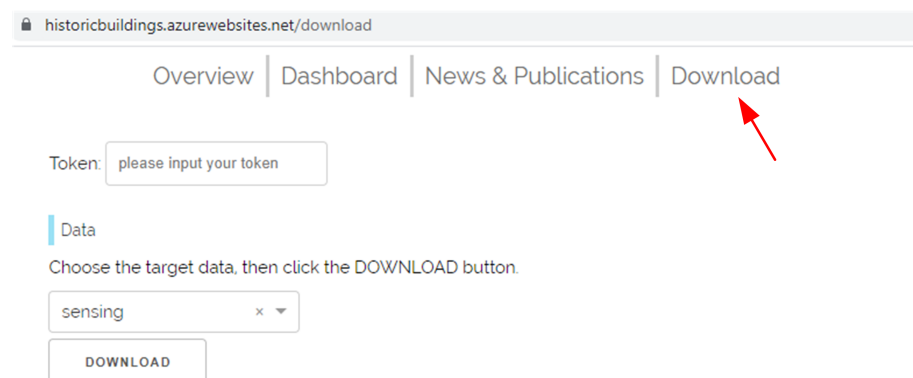 historicbuildings.azurewebsites.net/download
Overview Dashboard News & Publications Download
Token: please input your token
Data
Choose the target data, then click the DOWNLOAD button.
sensing ×
DOWNLOAD